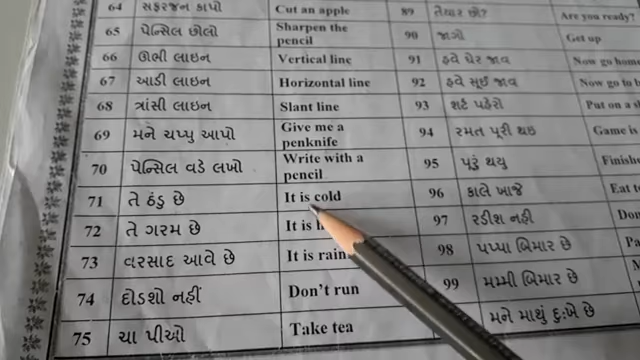 64 સફરજન કાપો Cut an apple 89 તૈયાર છો? Are you ready?
65 પેન્સિલ છોલો Sharpen the pencil 90 જાગો Get up
66 ઊભી લાઇન Vertical line 91 હવે ઘેર જાવ Now go home
67 આડી લાઇન Horizontal line 92 હવે સૂઈ જાવ Now go to
68 ત્રાંસી લાઇન Slant line 93 શર્ટ પહેરો Put on a
69 મને ચપ્પુ આપો Give me a penknife 94 રમત પૂરી થઇ Game is
70 પેન્સિલ વડે લખો Write with a pencil 95 પૂરું થયુ
71 તે ઠંડુ છે It is cold 96 કાલે ખાજે Eat
72 તે ગરમ છે It is 97 રડીશ નહી
73 વરસાદ આવે છે It is 98 પપ્પા બિમાર છે
74 દોડશો નહીં Don't run 99 મમ્મી બિમાર છે
75 ચા પીઓ Take tea મને માથું દુઃખે છે